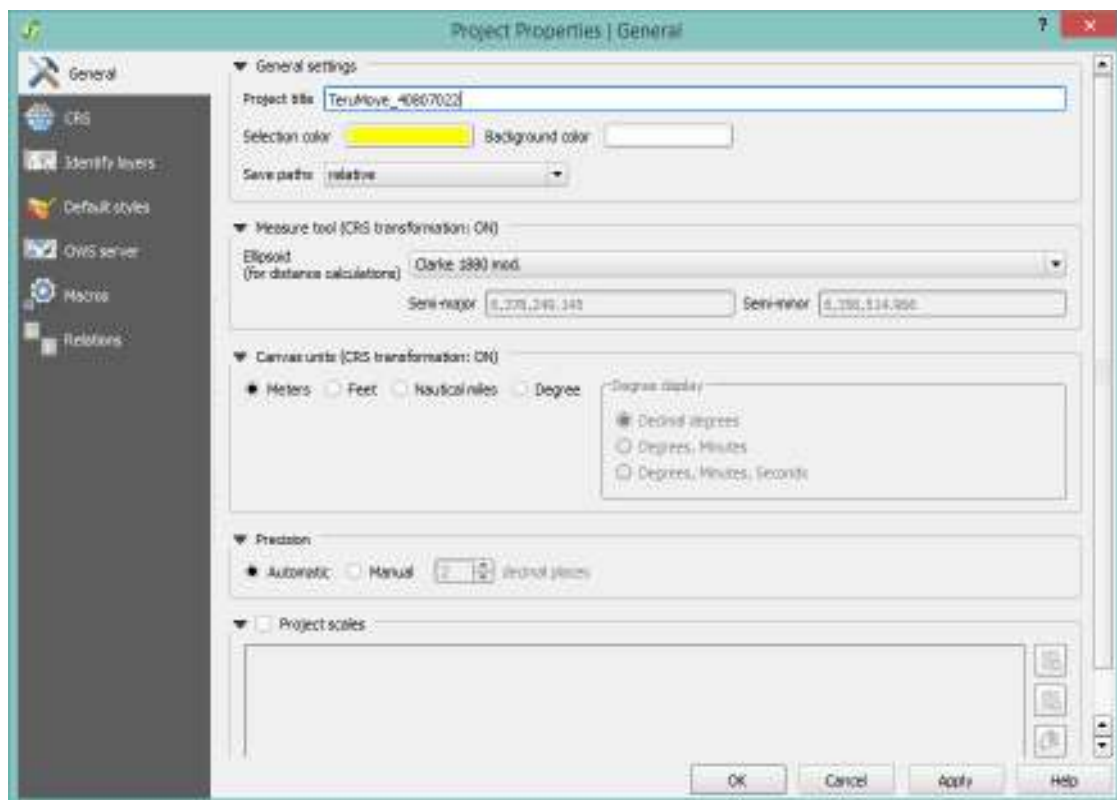 Project Properties | General
?
General
CRS
Identify layers
Default styles
OWS server
Macros
Relations
General settings
Project title TeruMove_40807022
Selection color Background color
Save paths relative
Measure tool (CRS transformation: ON)
Ellipsoid
(for distance calculations) Clarke 1880 mod.
Semi-major Semi-minor
Canvas units (CRS transformation: ON)
Meters Feet Nautical miles Degree
Degree display
Decimal degrees
Degrees, Minutes
Degrees, Minutes, Seconds
Precision
Automatic Manual 2 decimal places
Project scales
OK Cancel Apply Help